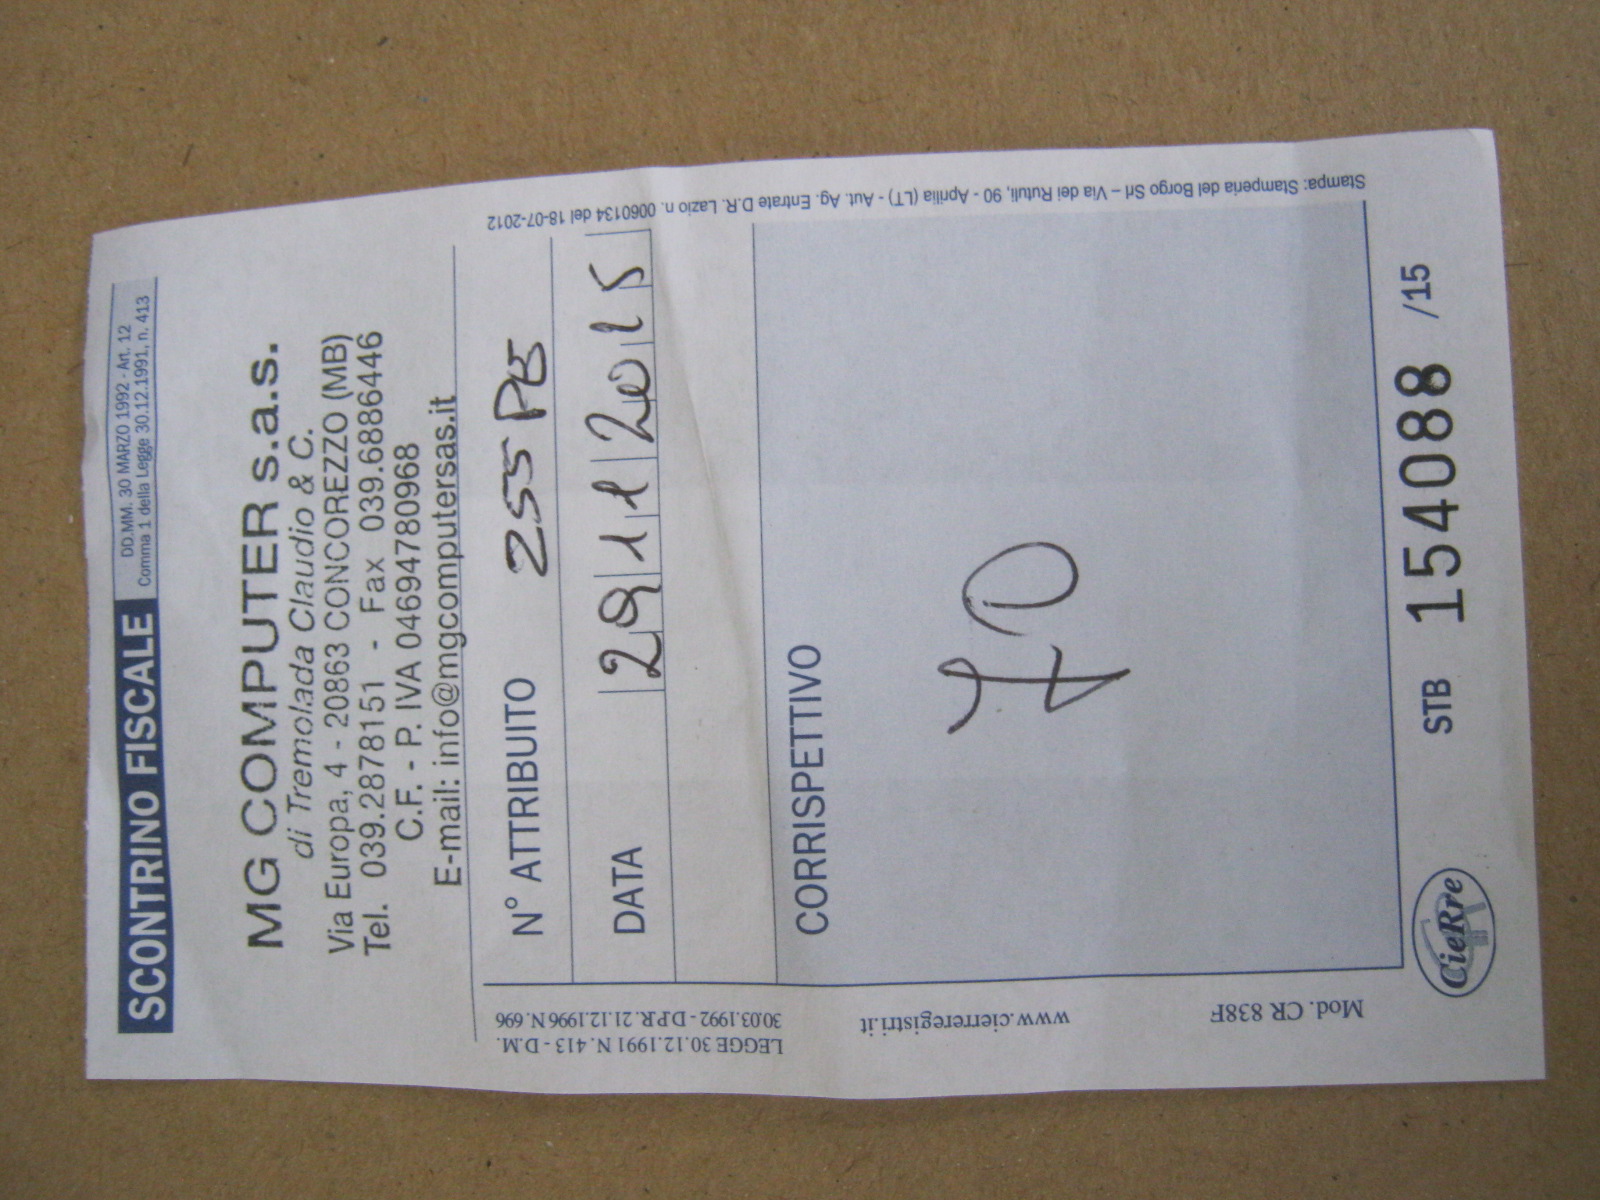 SCONTRINO FISCALE
DD.MM. 30 MARZO 1992 - Art. 12
Comma 1 della Legge 30.12.1991, n. 413
MG COMPUTER s.a.s.
di Tremolada Claudio & C.
Via Europa, 4 - 20863 CONCOREZZO (MB)
Tel. 039.2878151 - Fax 039.6886446
C.F. - P. IVA 04694780968
E-mail: info@mgcomputersas.it
N° ATTRIBUITO 255 PB
DATA 29 11 2015
CORRISPETTIVO
70
STB 154088 /15
CieRre
LEGGE 30.12.1991 N. 413 - D.M.
30.03.1992 - D.P.R. 21.12.1996 N. 696
www.cierreregistri.it
Mod. CR 838F
Stampa: Stamperia del Borgo Srl – Via dei Rutuli, 90 - Aprilia (LT) - Aut. Ag. Entrate D.R. Lazio n. 0060134 del 18-07-2012